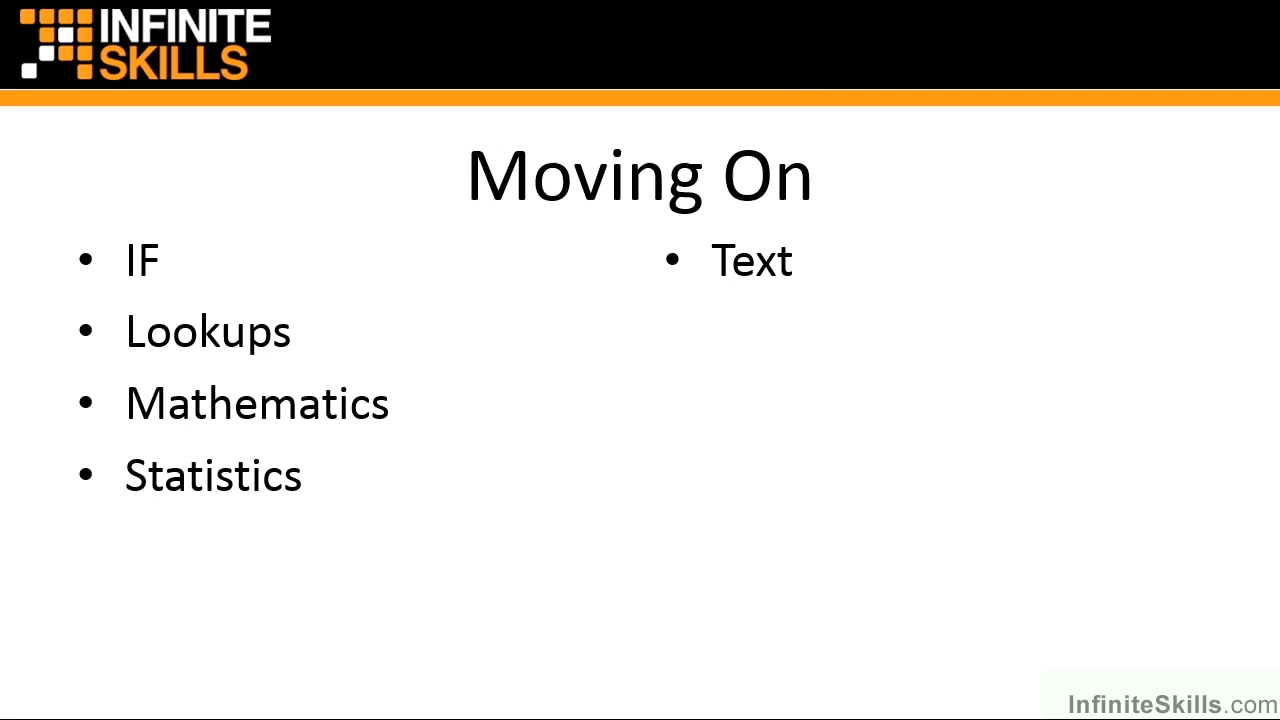 INFINITE
SKILLS
Moving On
• IF
• Lookups
• Mathematics
• Statistics
• Text
InfiniteSkills.com